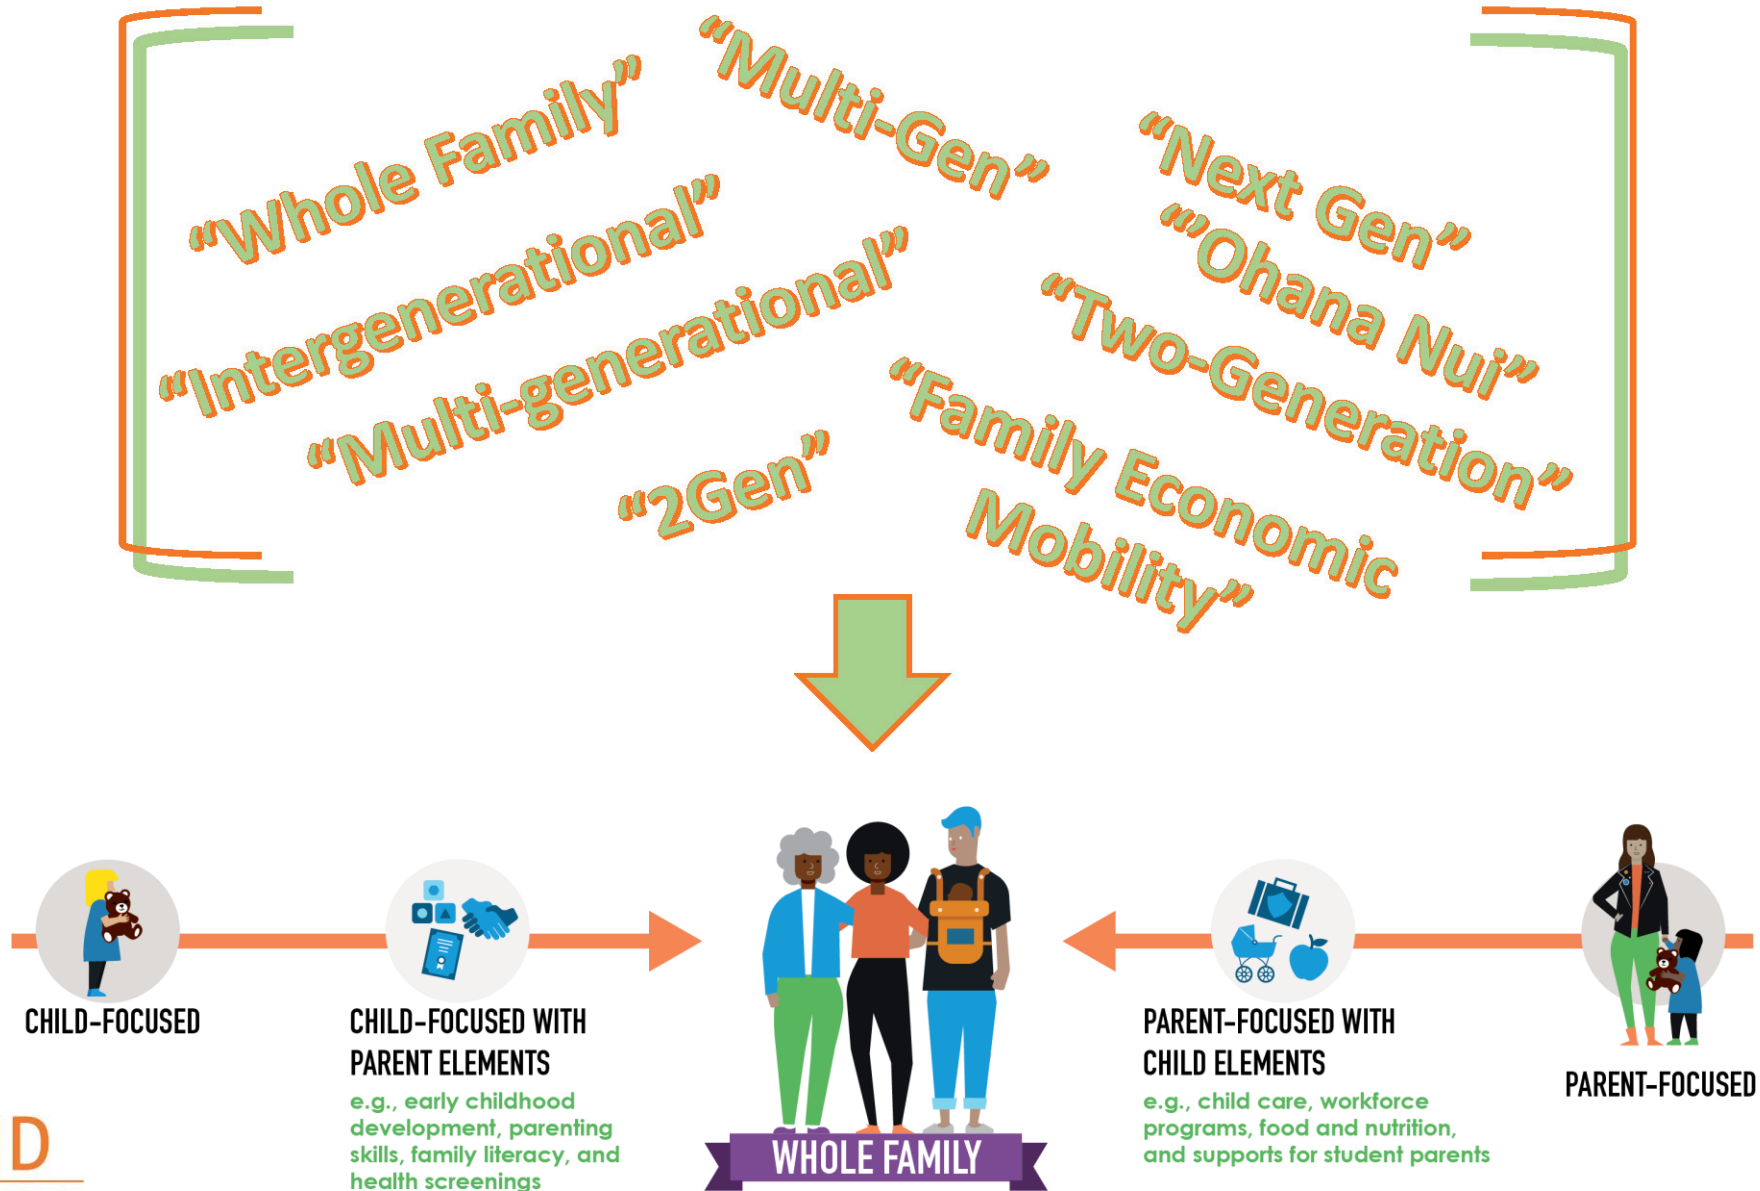 “Whole Family”
“Multi-Gen”
“Next Gen”
“‘Ohana Nui”
“Intergenerational”
“Multi-generational”
“Two-Generation”
“2Gen”
“Family Economic
Mobility”
CHILD-FOCUSED
CHILD-FOCUSED WITH
PARENT ELEMENTS
e.g., early childhood
development, parenting
skills, family literacy, and
health screenings
WHOLE FAMILY
PARENT-FOCUSED WITH
CHILD ELEMENTS
e.g., child care, workforce
programs, food and nutrition,
and supports for student parents
PARENT-FOCUSED
D